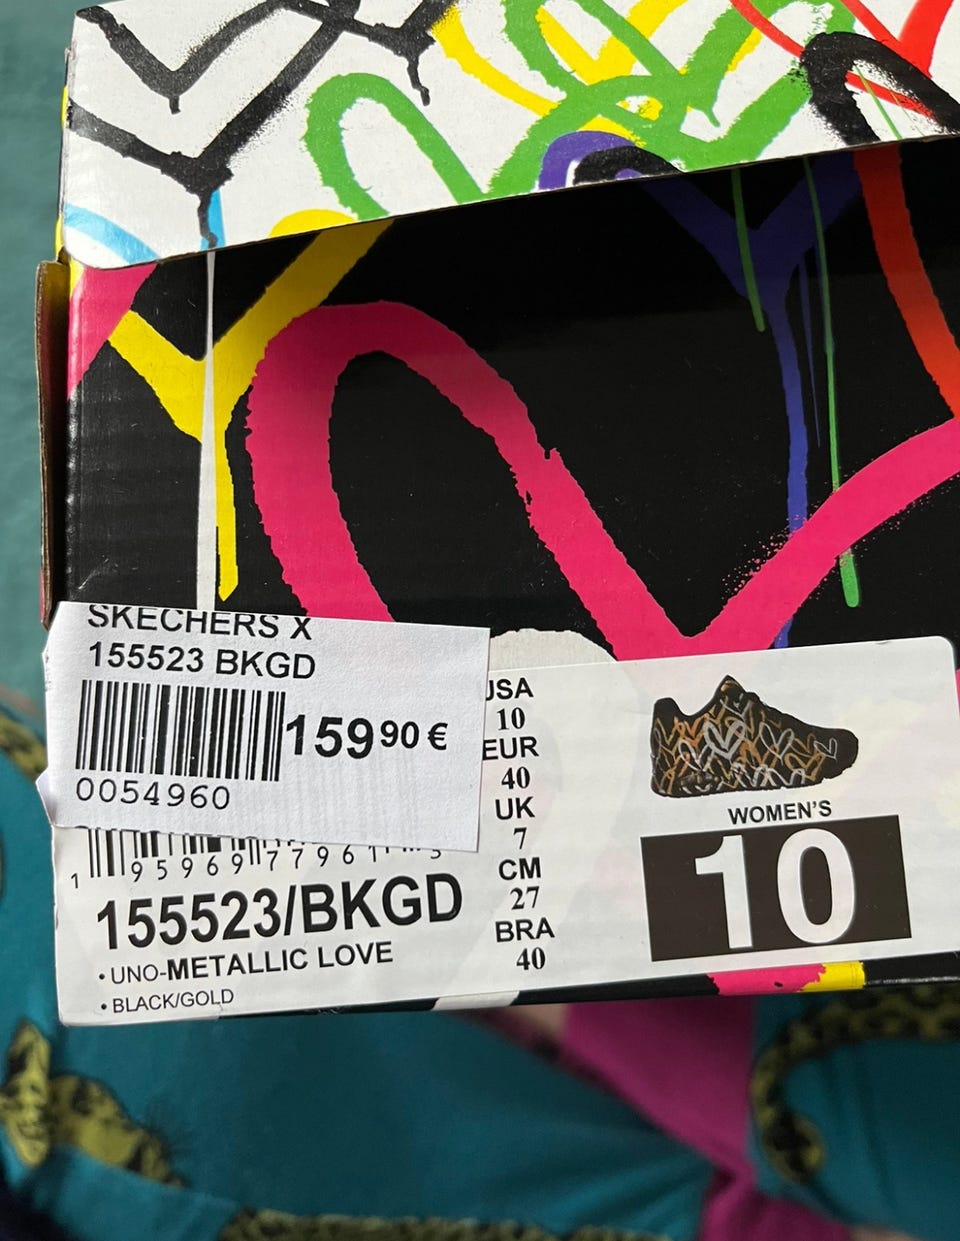 SKECHERS X
155523 BKGD
159 90 €
0054960
155523/BKGD
• UNO-METALLIC LOVE
• BLACK/GOLD
USA
10
EUR
40
UK
7
CM
27
BRA
40
WOMEN'S
10